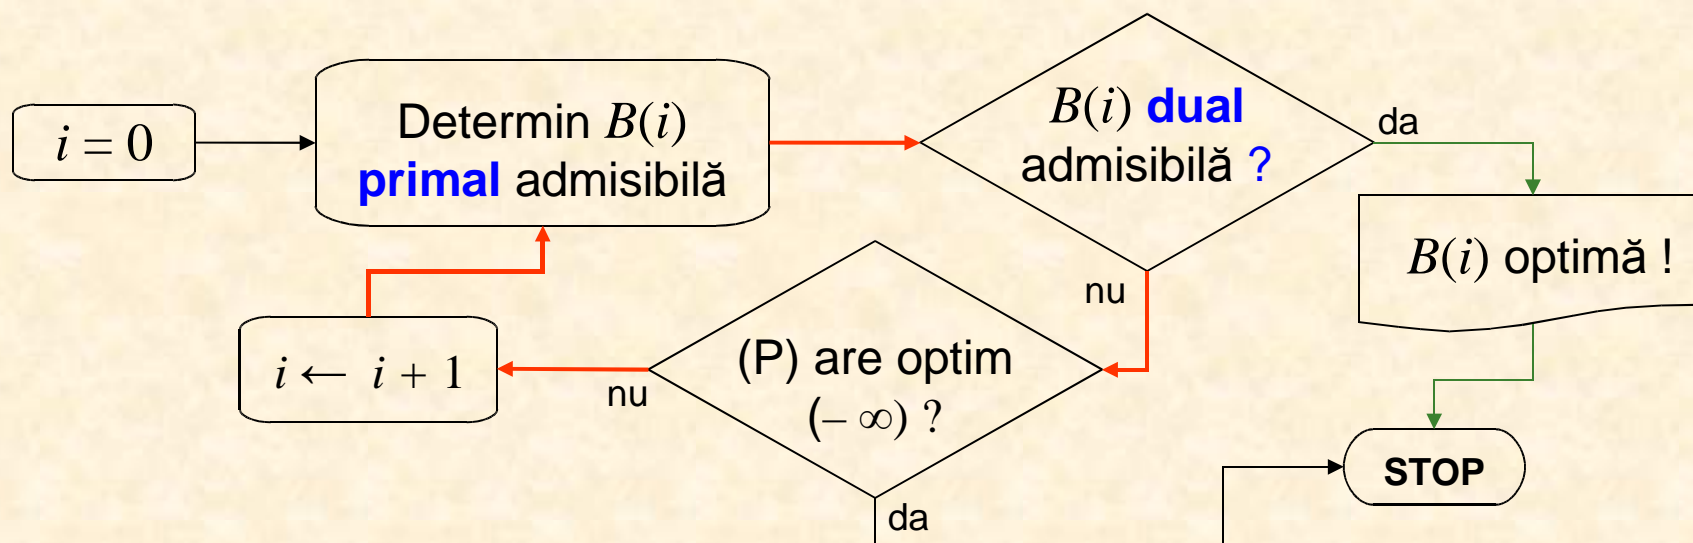 i = 0
Determin B(i)
primal admisibilă
B(i) dual
admisibilă ?
da
nu
B(i) optimă !
(P) are optim
(– ∞) ?
nu
i ← i + 1
da
STOP